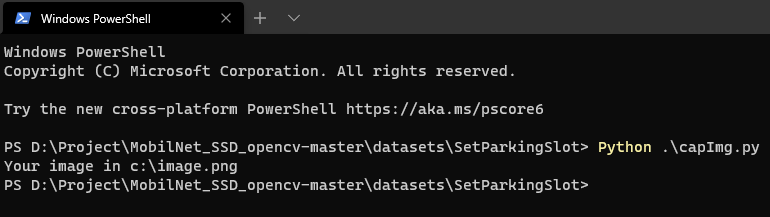 Windows PowerShell
Windows PowerShell
Copyright (C) Microsoft Corporation. All rights reserved.
Try the new cross-platform PowerShell https://aka.ms/pscore6
PS D:\Project\MobilNet_SSD_opencv-master\datasets\SetParkingSlot> Python .\capImg.py
Your image in c:\image.png
PS D:\Project\MobilNet_SSD_opencv-master\datasets\SetParkingSlot>